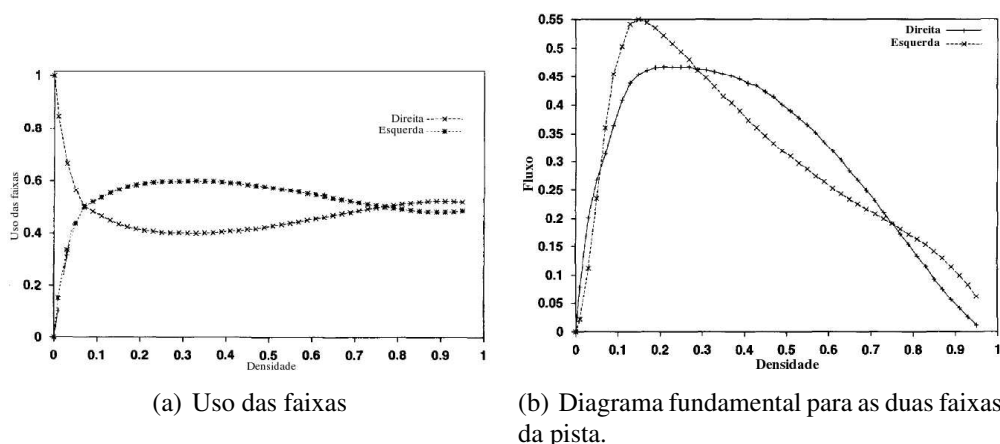 1
0.8
0.6
0.4
0.2
0
Uso das faixas
Direita
Esquerda
0 0.1 0.2 0.3 0.4 0.5 0.6 0.7 0.8 0.9 1
Densidade
(a) Uso das faixas
0.55
0.5
0.45
0.4
0.35
0.3
0.25
0.2
0.15
0.1
0.05
0
Fluxo
Direita
Esquerda
0 0.1 0.2 0.3 0.4 0.5 0.6 0.7 0.8 0.9 1
Densidade
(b) Diagrama fundamental para as duas faixas
da pista.